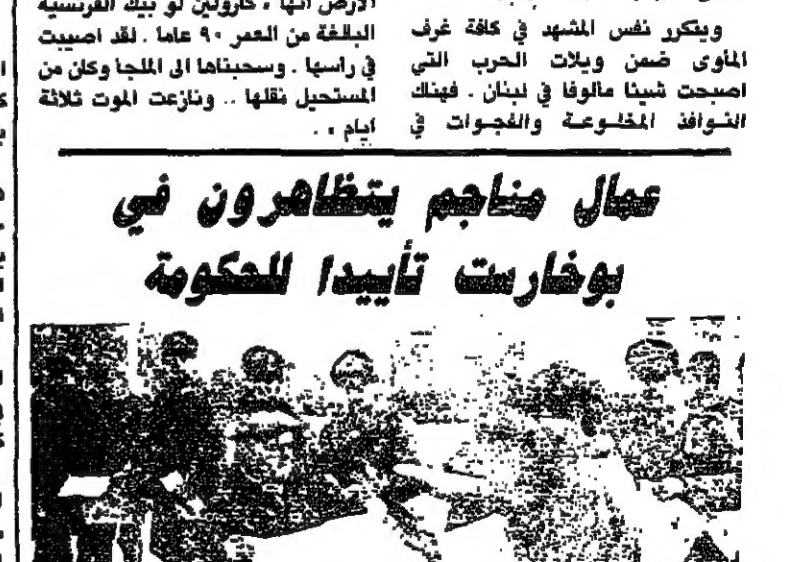 ويتكرر نفس المشهد في كافة غرف
المأوى ضمن ويلات الحرب التي
اصبحت شيئا مألوفا في لبنان . فهناك
النوافذ المخلوعة والفجوات في
الارض انها « كارولين لو بيك الفرنسية
البالغة من العمر ٩٠ عاما . لقد اصيبت
في راسها . وسحبناها الى الملجا وكان من
المستحيل نقلها .. ونازعت الموت ثلاثة
ايام » .
عمال مناجم يتظاهرون في
بوخارست تأييدا للحكومة